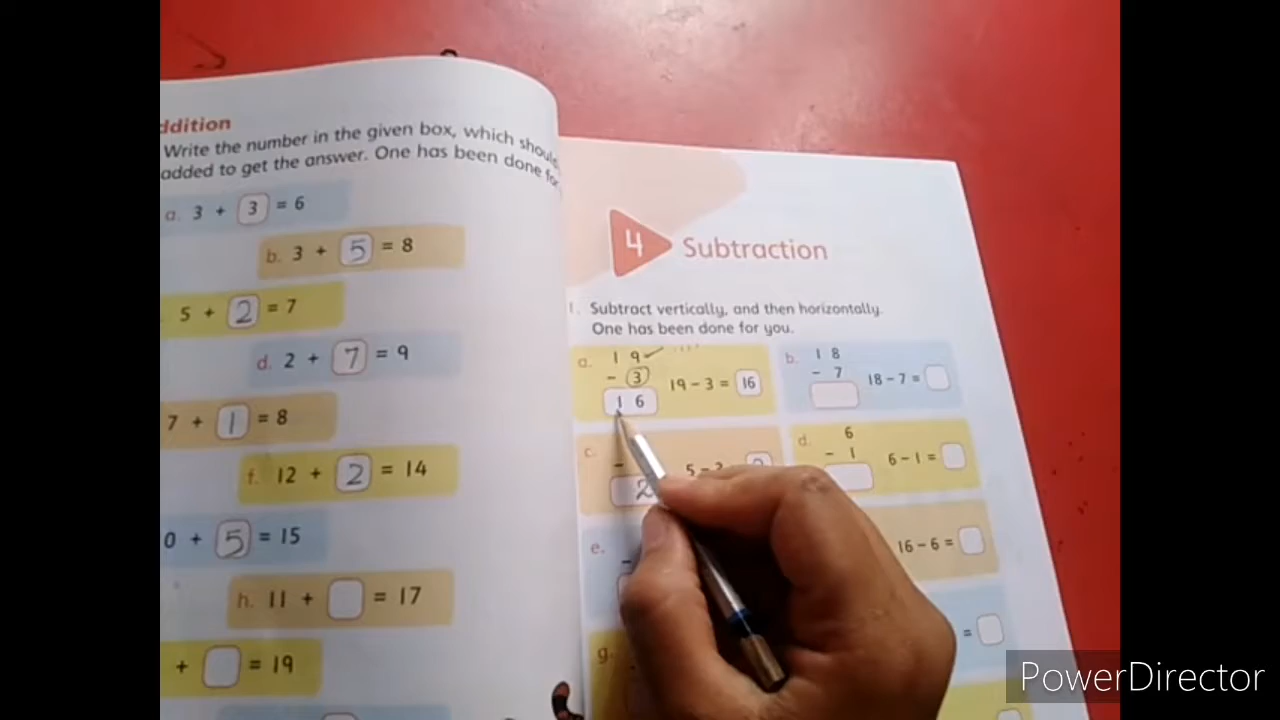 ddition
Write the number in the given box, which shoul
added to get the answer. One has been done for
a. 3 + 3 = 6
b. 3 + 5 = 8
5 + 2 = 7
d. 2 + 7 = 9
7 + 1 = 8
f. 12 + 2 = 14
0 + 5 = 15
h. 11 + = 17
+ = 19
4 Subtraction
1. Subtract vertically, and then horizontally.
One has been done for you.
a. 1 9
- 3
1 6
19 - 3 = 16
b. 1 8
- 7
18 - 7 =
c.
-
2
5 -
d. 6
- 1
6 - 1 =
e.
-
16 - 6 =
=
g.
PowerDirector